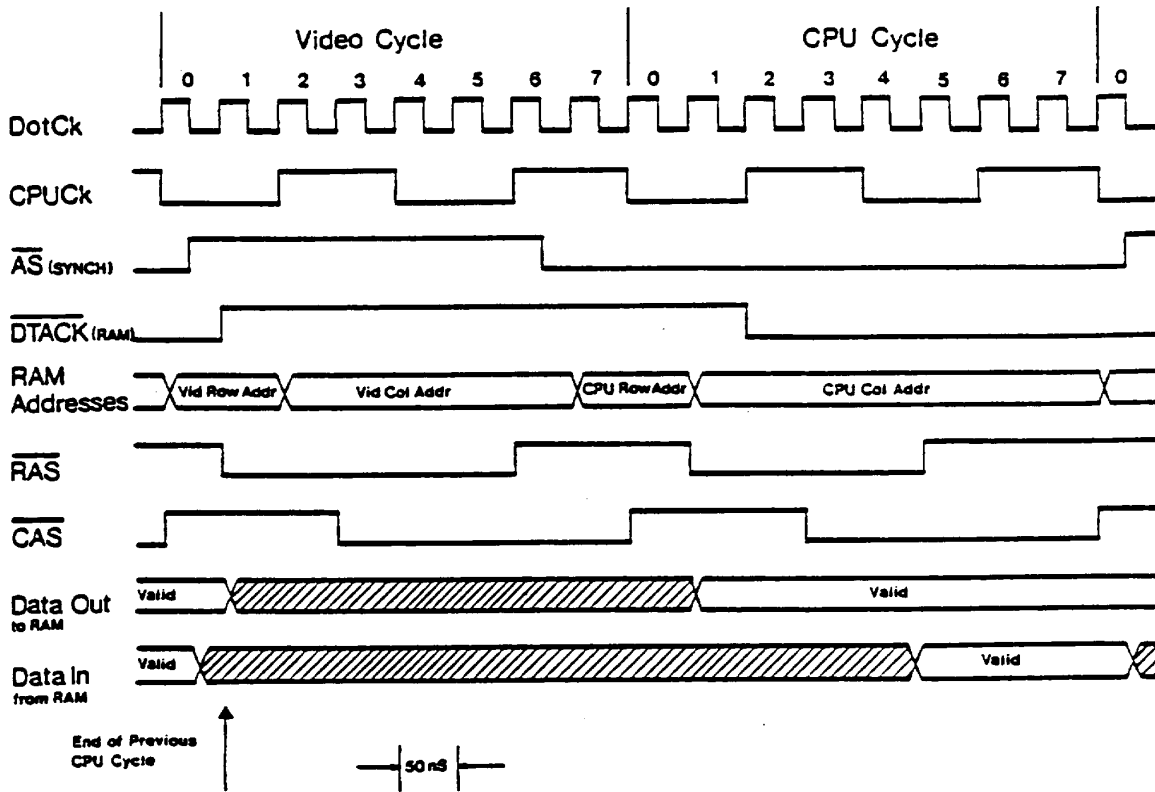 Video Cycle CPU Cycle
0 1 2 3 4 5 6 7 0 1 2 3 4 5 6 7 0
DotCk
CPUCk
AS (SYNCH)
DTACK (RAM)
RAM
Addresses
Vid Row Addr Vid Col Addr CPU Row Addr CPU Col Addr
RAS
CAS
Data Out
to RAM
Valid Valid
Data In
from RAM
Valid Valid
End of Previous
CPU Cycle
50 nS